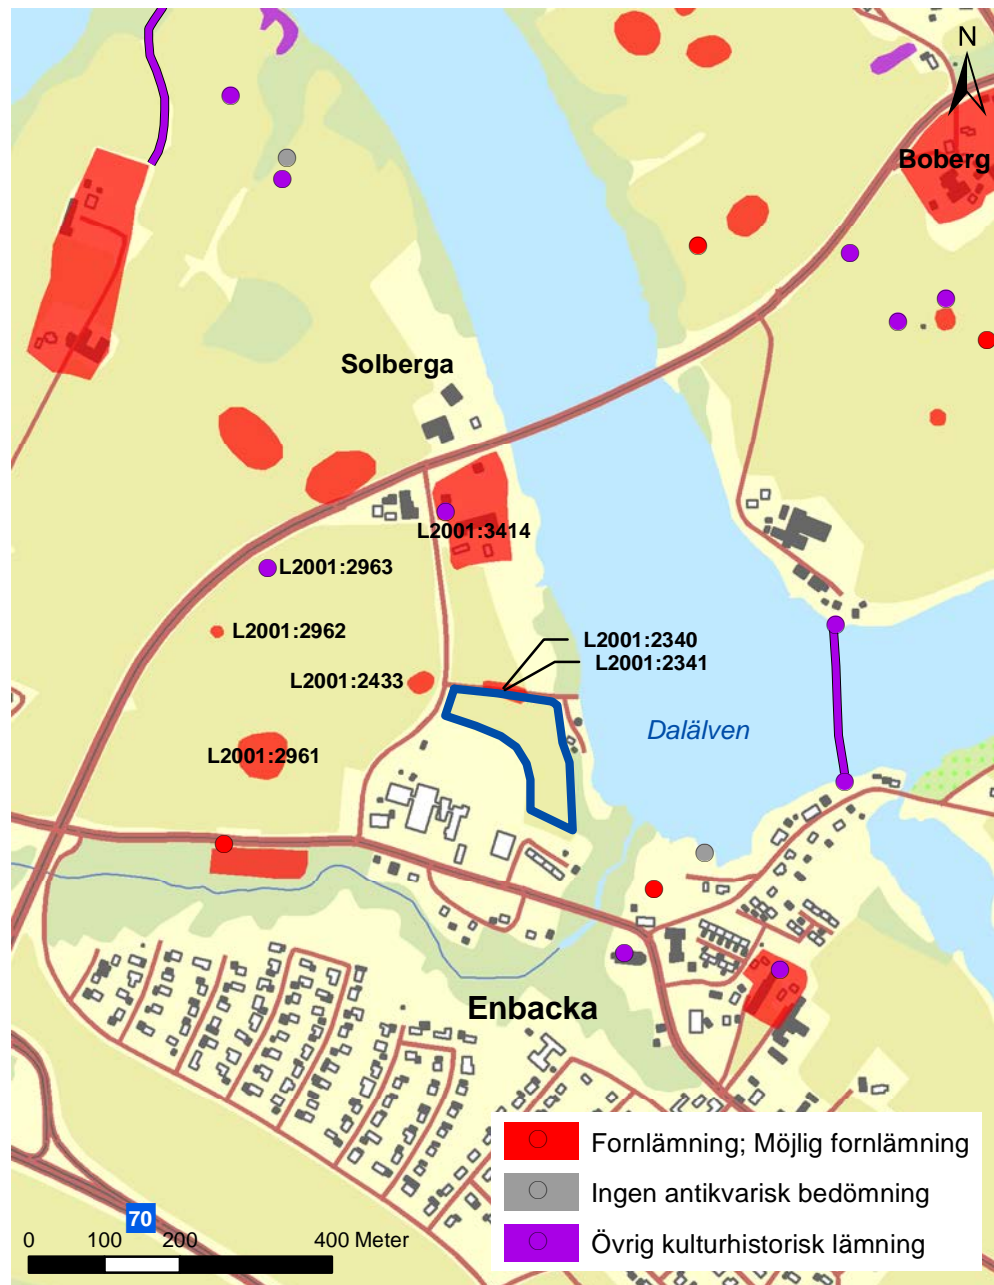 N
Boberg
Solberga
L2001:3414
L2001:2963
L2001:2962
L2001:2340
L2001:2341
L2001:2433
Dalälven
L2001:2961
Enbacka
Fornlämning; Möjlig fornlämning
Ingen antikvarisk bedömning
Övrig kulturhistorisk lämning
70
0 100 200 400 Meter